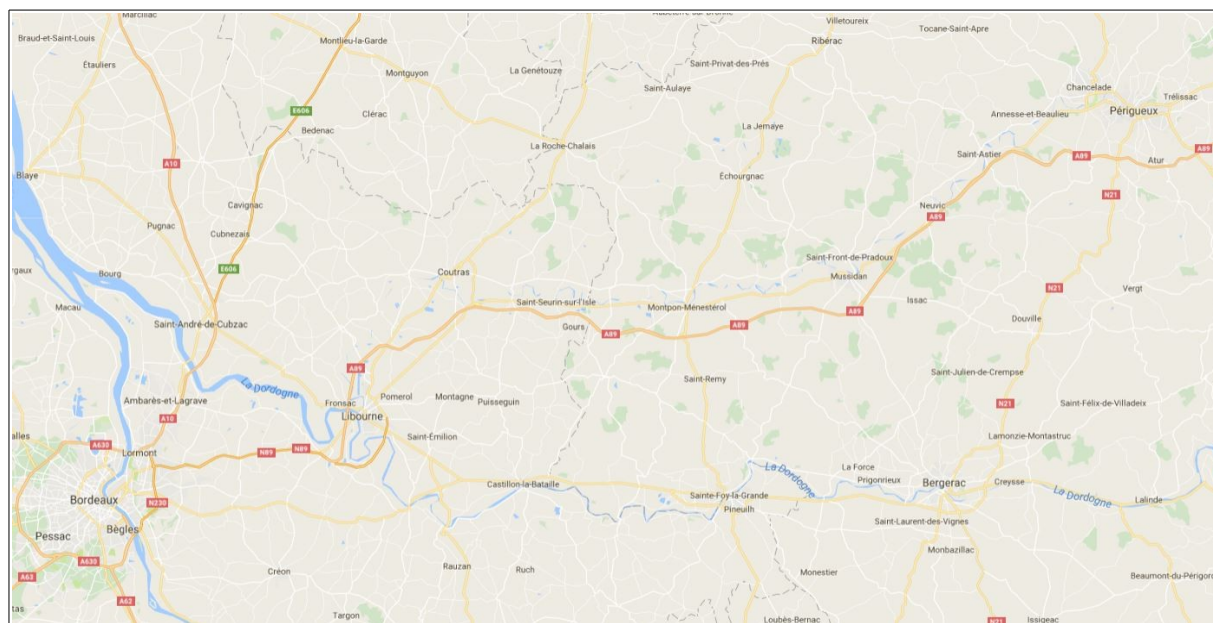 Marcillac
Villetoureix
Braud-et-Saint-Louis
Montlieu-la-Garde
Ribérac
Tocane-Saint-Apre
Étauliers
Montguyon
La Genétouze
Saint-Privat-des-Prés
Saint-Aulaye
Chancelade
Trélissac
E606
Clérac
Annesse-et-Beaulieu
Périgueux
Bedenac
La Jemaye
La Roche-Chalais
A10
Saint-Astier
A89
Atur
A89
Blaye
Échourgnac
N21
Cavignac
Neuvic
A89
Pugnac
Cubnezais
Saint-Front-de-Pradoux
E606
rgaux
Bourg
Coutras
Mussidan
Vergt
N21
Macau
Saint-Seurin-sur-l'Isle
Montpon-Ménestérol
Issac
A89
Saint-André-de-Cubzac
Gours
A89
A89
Douville
A89
Saint-Remy
Saint-Julien-de-Crempse
La Dordogne
Ambarès-et-Lagrave
Fronsac
Pomerol
Montagne
Puisseguin
N21
Saint-Félix-de-Villadeix
A10
Libourne
alles
A630
Lormont
N89
N89
Saint-Émilion
Lamonzie-Montastruc
La Dordogne
La Force
Prigonrieux
Bordeaux
N230
Castillon-la-Bataille
Sainte-Foy-la-Grande
Bergerac
Creysse
La Dordogne
Lalinde
Pineuilh
Bègles
Saint-Laurent-des-Vignes
Pessac
Monbazillac
A630
A63
Créon
Rauzan
Ruch
Monestier
Beaumont-du-Périgord
A62
tas
Targon
Loubès-Bernac
N21
Issigeac